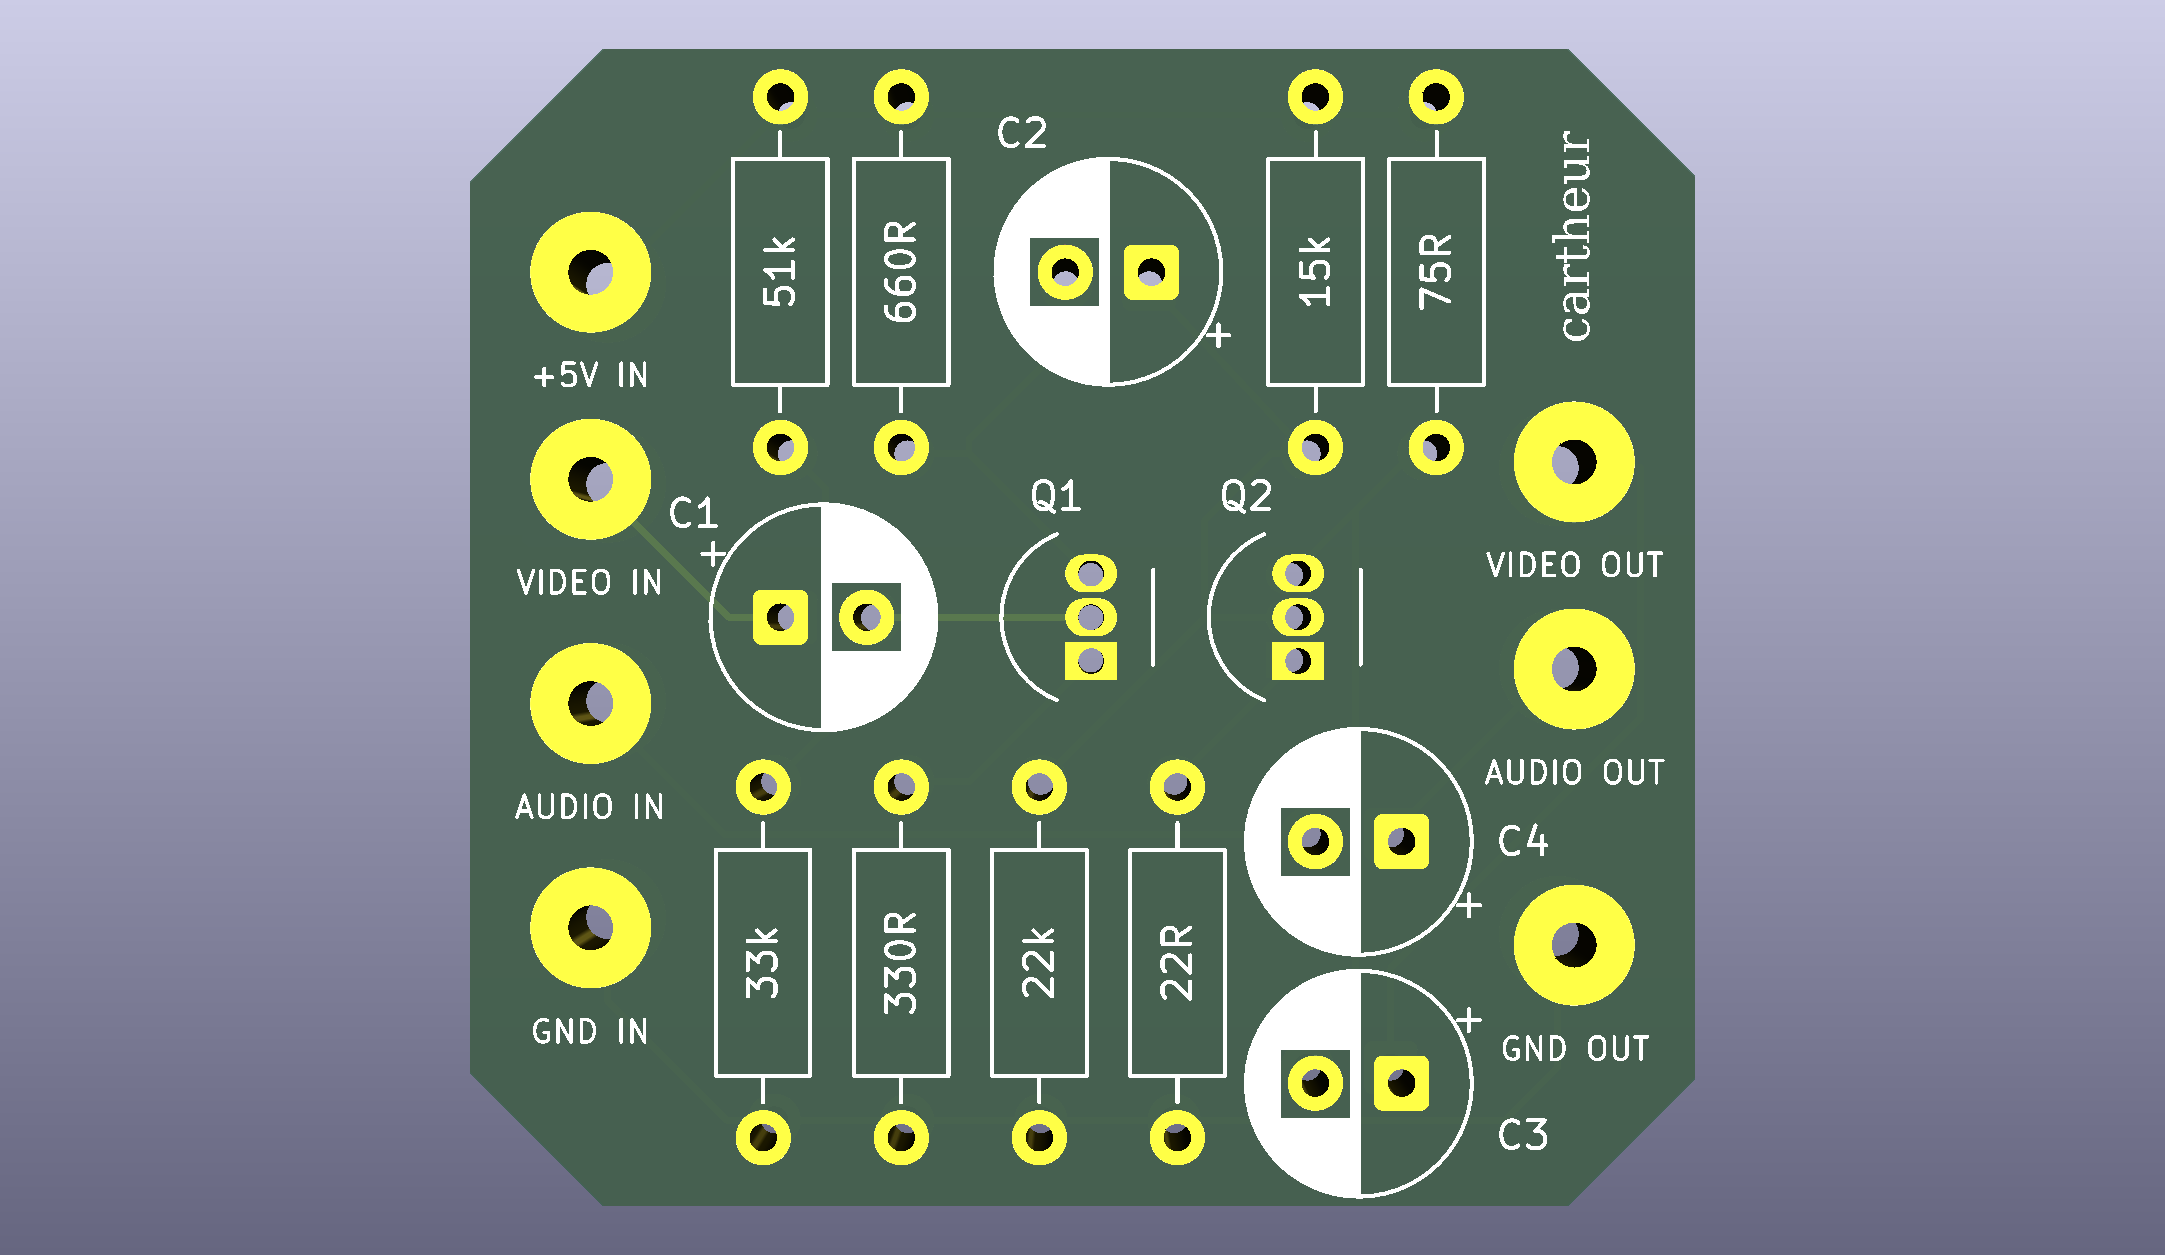 C2
51k
660R
15k
75R
cartheur
+
+5V IN
C1
+
Q1
Q2
VIDEO IN
VIDEO OUT
AUDIO IN
AUDIO OUT
C4
+
33k
330R
22k
22R
GND IN
+
GND OUT
C3